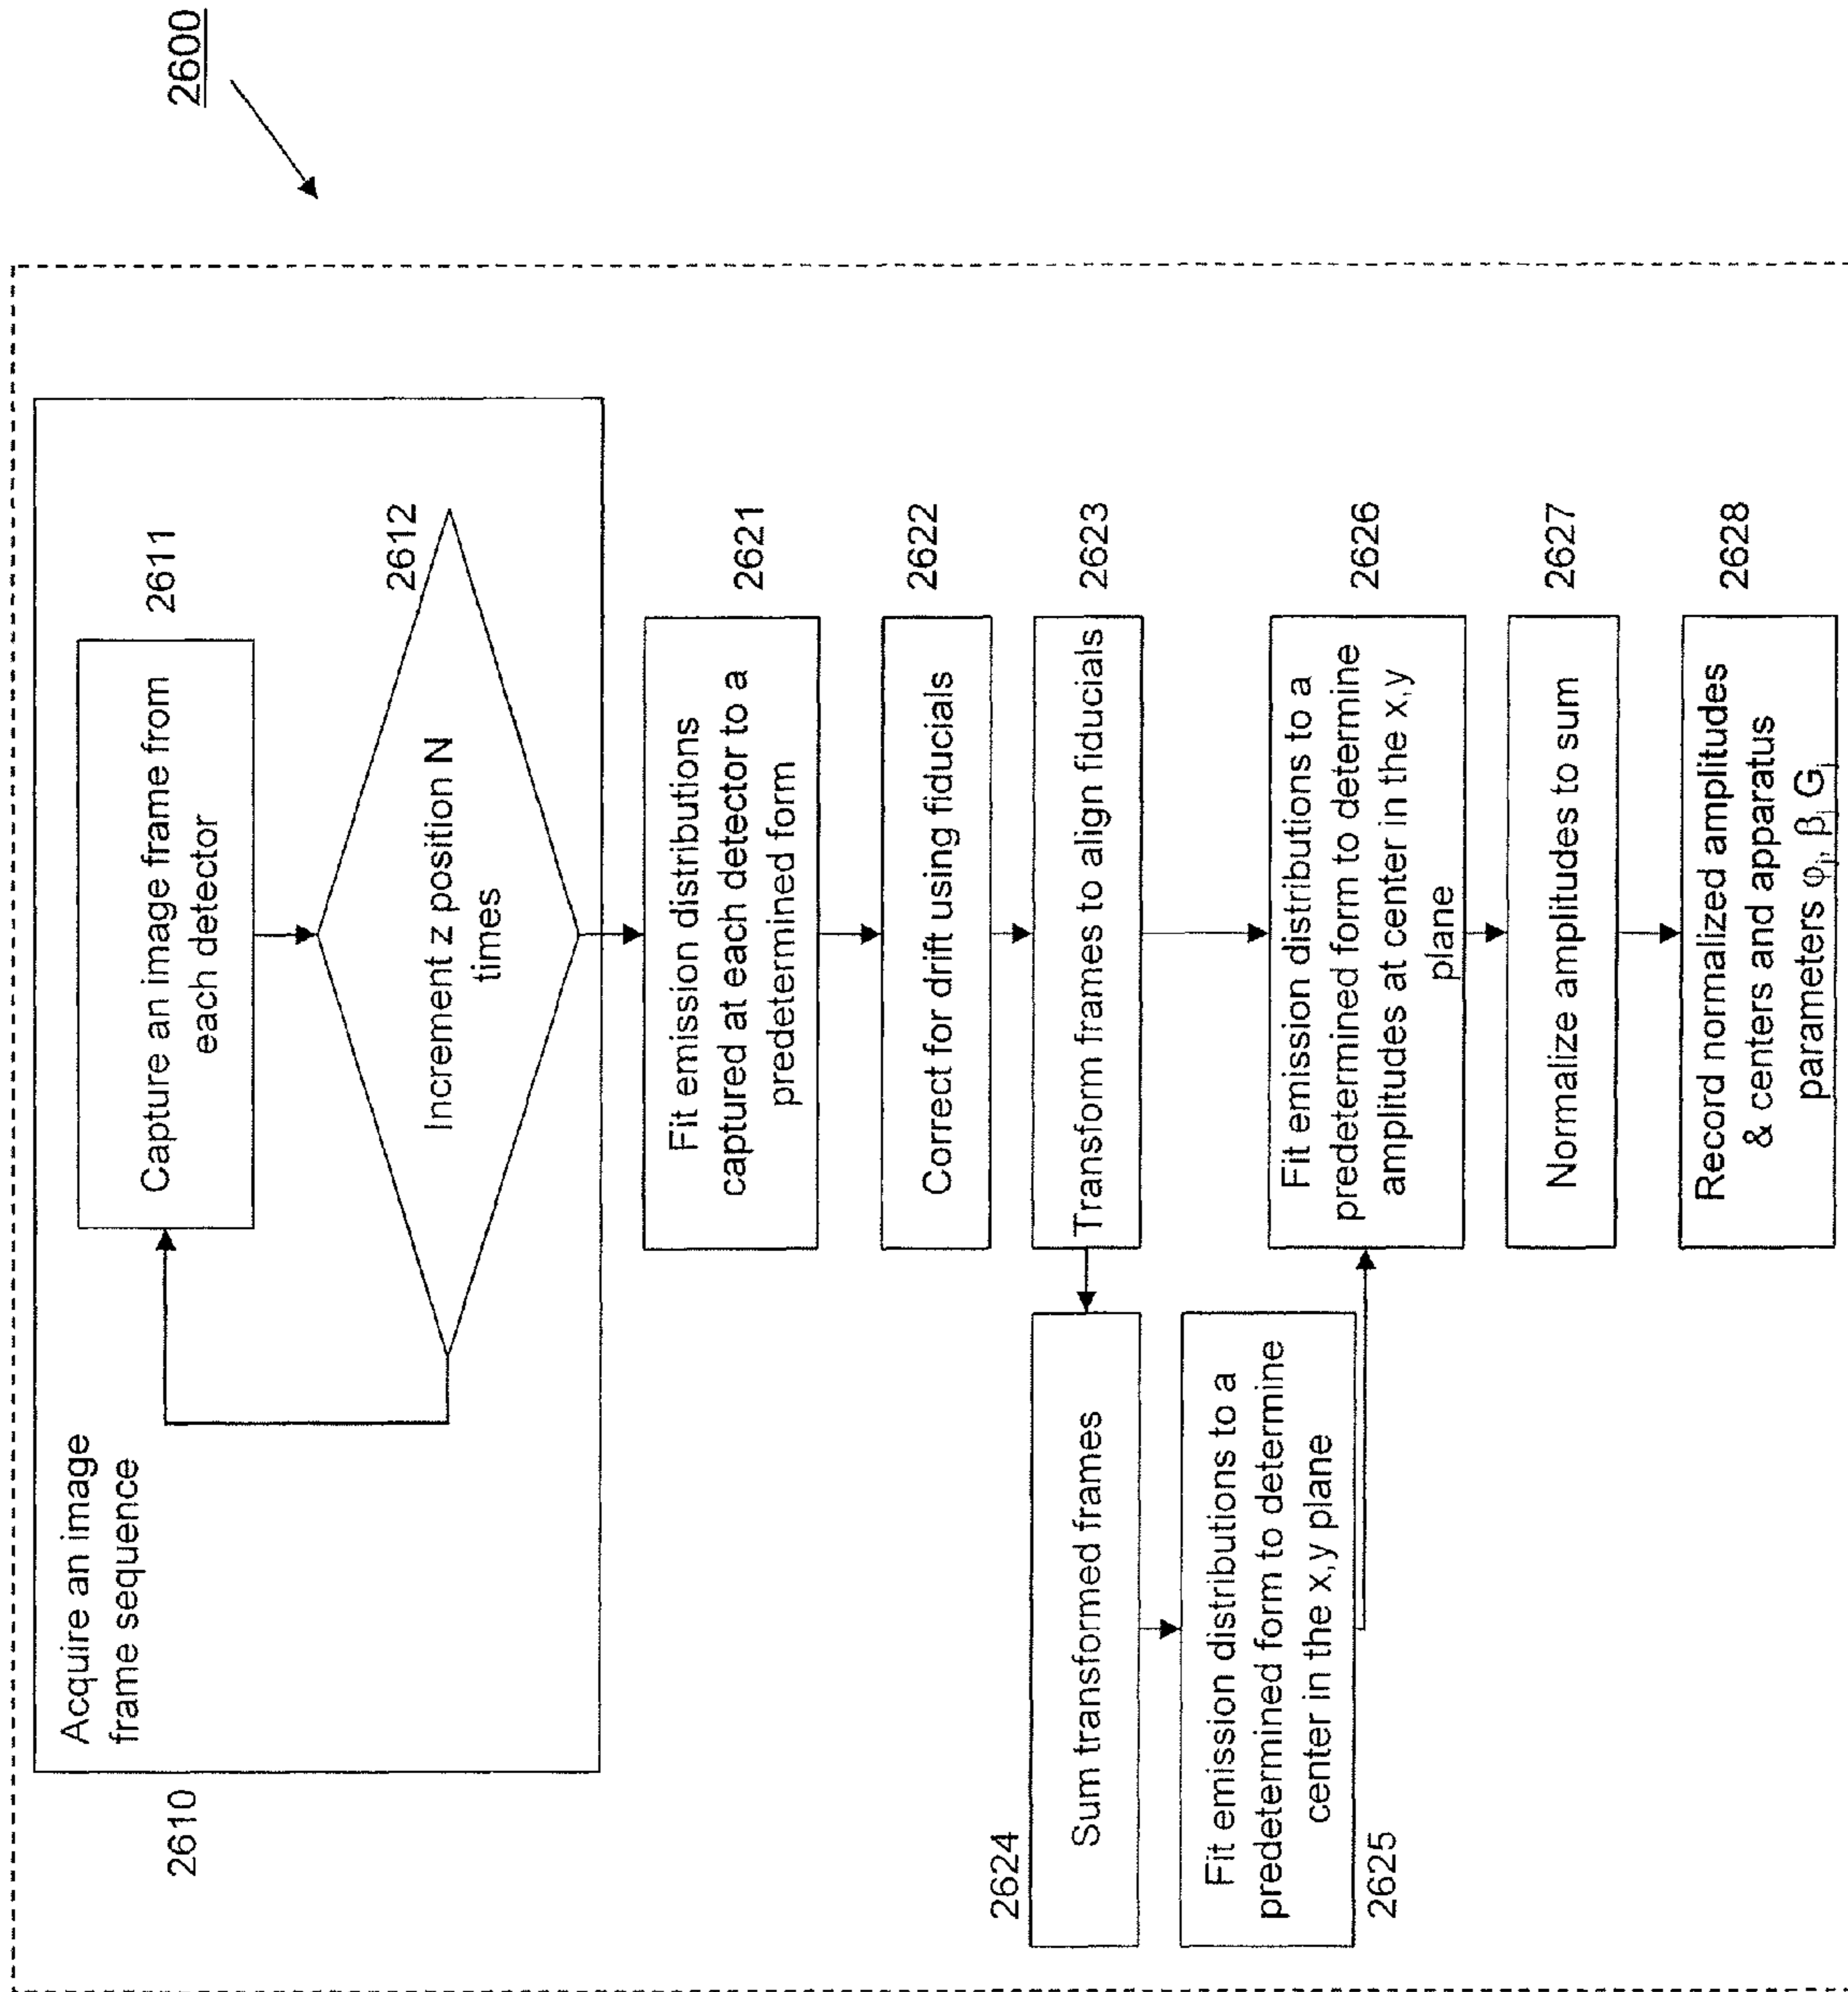 2600
2610
Acquire an image
frame sequence
Capture an image frame from
each detector
2611
Increment z position N
times
2612
Fit emission distributions
captured at each detector to a
predetermined form
2621
Correct for drift using fiducials
2622
Transform frames to align fiducials
2623
2624
Sum transformed frames
Fit emission distributions to a
predetermined form to determine
center in the x,y plane
2625
Fit emission distributions to a
predetermined form to determine
amplitudes at center in the x,y
plane
2626
Normalize amplitudes to sum
2627
Record normalized amplitudes
& centers and apparatus
parameters φᵢ, βᵢ Gᵢ
2628